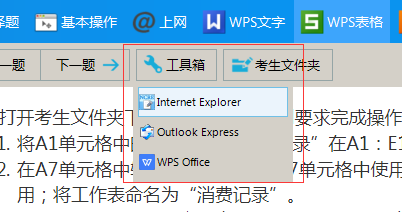 择题 基本操作 上网 WPS文字 WPS表格
一题 下一题 工具箱 考生文件夹
Internet Explorer
Outlook Express
WPS Office
打开考生文件夹 要求完成操作
1. 将A1单元格中的 录”在A1：E1
2. 在A7单元格中 7单元格中使用
用；将工作表命名为“消费记录”。